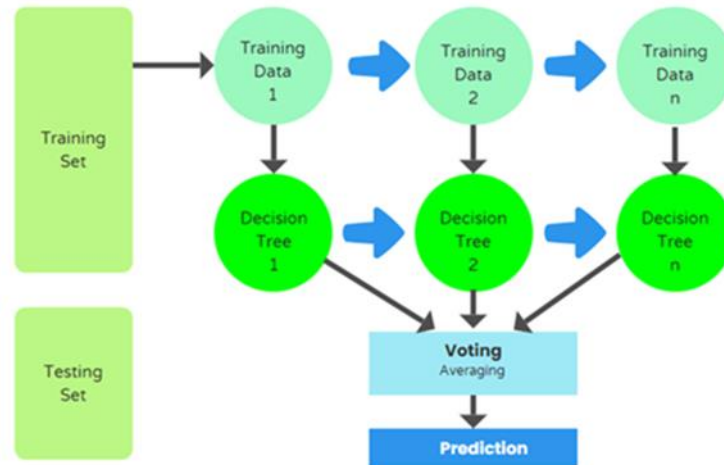 Training
Set
Training
Data
1
Training
Data
2
Training
Data
n
Decision
Tree
1
Decision
Tree
2
Decision
Tree
n
Testing
Set
Voting
Averaging
Prediction